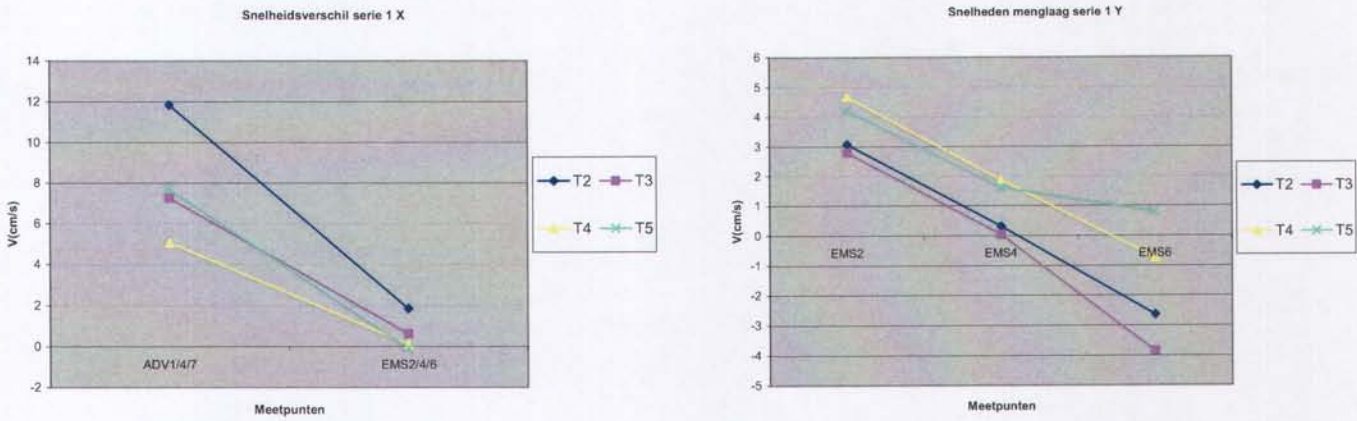 Snelheidsverschil serie 1 X
14
12
10
8
6
4
2
0
-2
V(cm/s)
ADV1/4/7
EMS2/4/6
Meetpunten
T2
T3
T4
T5
Snelheden menglaag serie 1 Y
6
5
4
3
2
1
0
-1
-2
-3
-4
-5
V(cm/s)
EMS2
EMS4
EMS6
Meetpunten
T2
T3
T4
T5